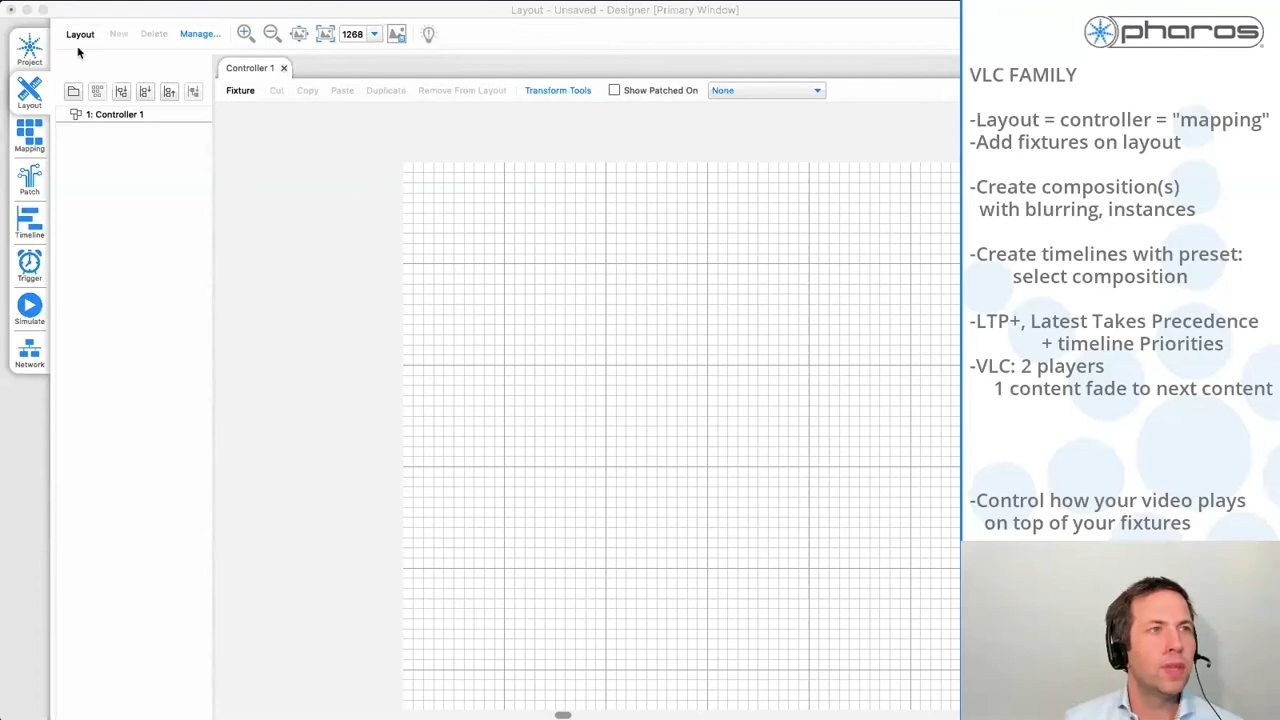 Layout - Unsaved - Designer [Primary Window]
Layout New Delete Manage... 1268
Project
Layout
Mapping
Patch
Timeline
Trigger
Simulate
Network
1: Controller 1
Controller 1
Fixture Cut Copy Paste Duplicate Remove From Layout Transform Tools Show Patched On None
pharos
VLC FAMILY
-Layout = controller = "mapping"
-Add fixtures on layout
-Create composition(s)
with blurring, instances
-Create timelines with preset:
select composition
-LTP+, Latest Takes Precedence
+ timeline Priorities
-VLC: 2 players
1 content fade to next content
-Control how your video plays
on top of your fixtures